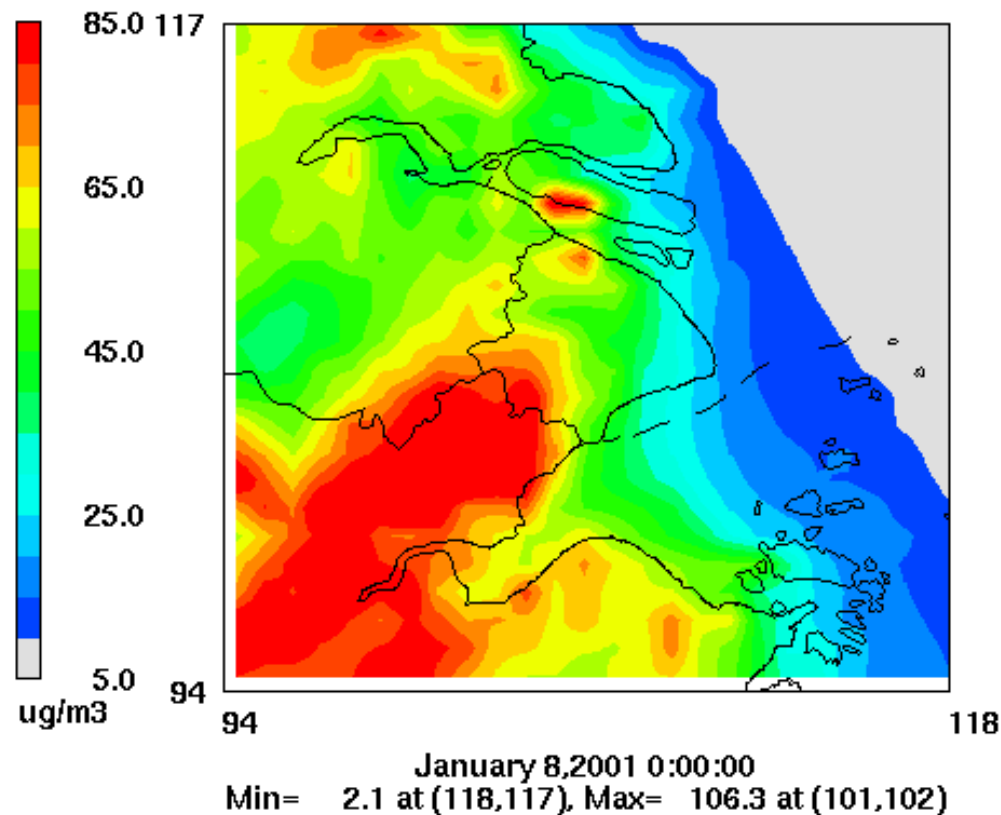 85.0 117
65.0
45.0
25.0
5.0 94
ug/m3
94 118
January 8,2001 0:00:00
Min= 2.1 at (118,117), Max= 106.3 at (101,102)